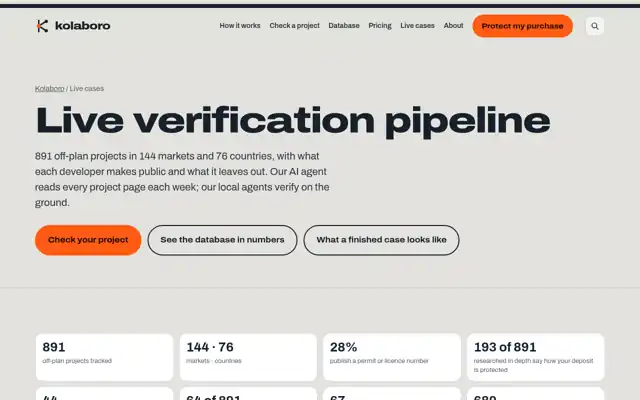 kolaboro
How it works Check a project Database Pricing Live cases About Protect my purchase
Kolaboro / Live cases
Live verification pipeline
891 off-plan projects in 144 markets and 76 countries, with what
each developer makes public and what it leaves out. Our AI agent
reads every project page each week; our local agents verify on the
ground.
Check your project See the database in numbers What a finished case looks like
891
off-plan projects tracked
144 · 76
markets · countries
28%
publish a permit or licence number
193 of 891
researched in depth say how your deposit
is protected